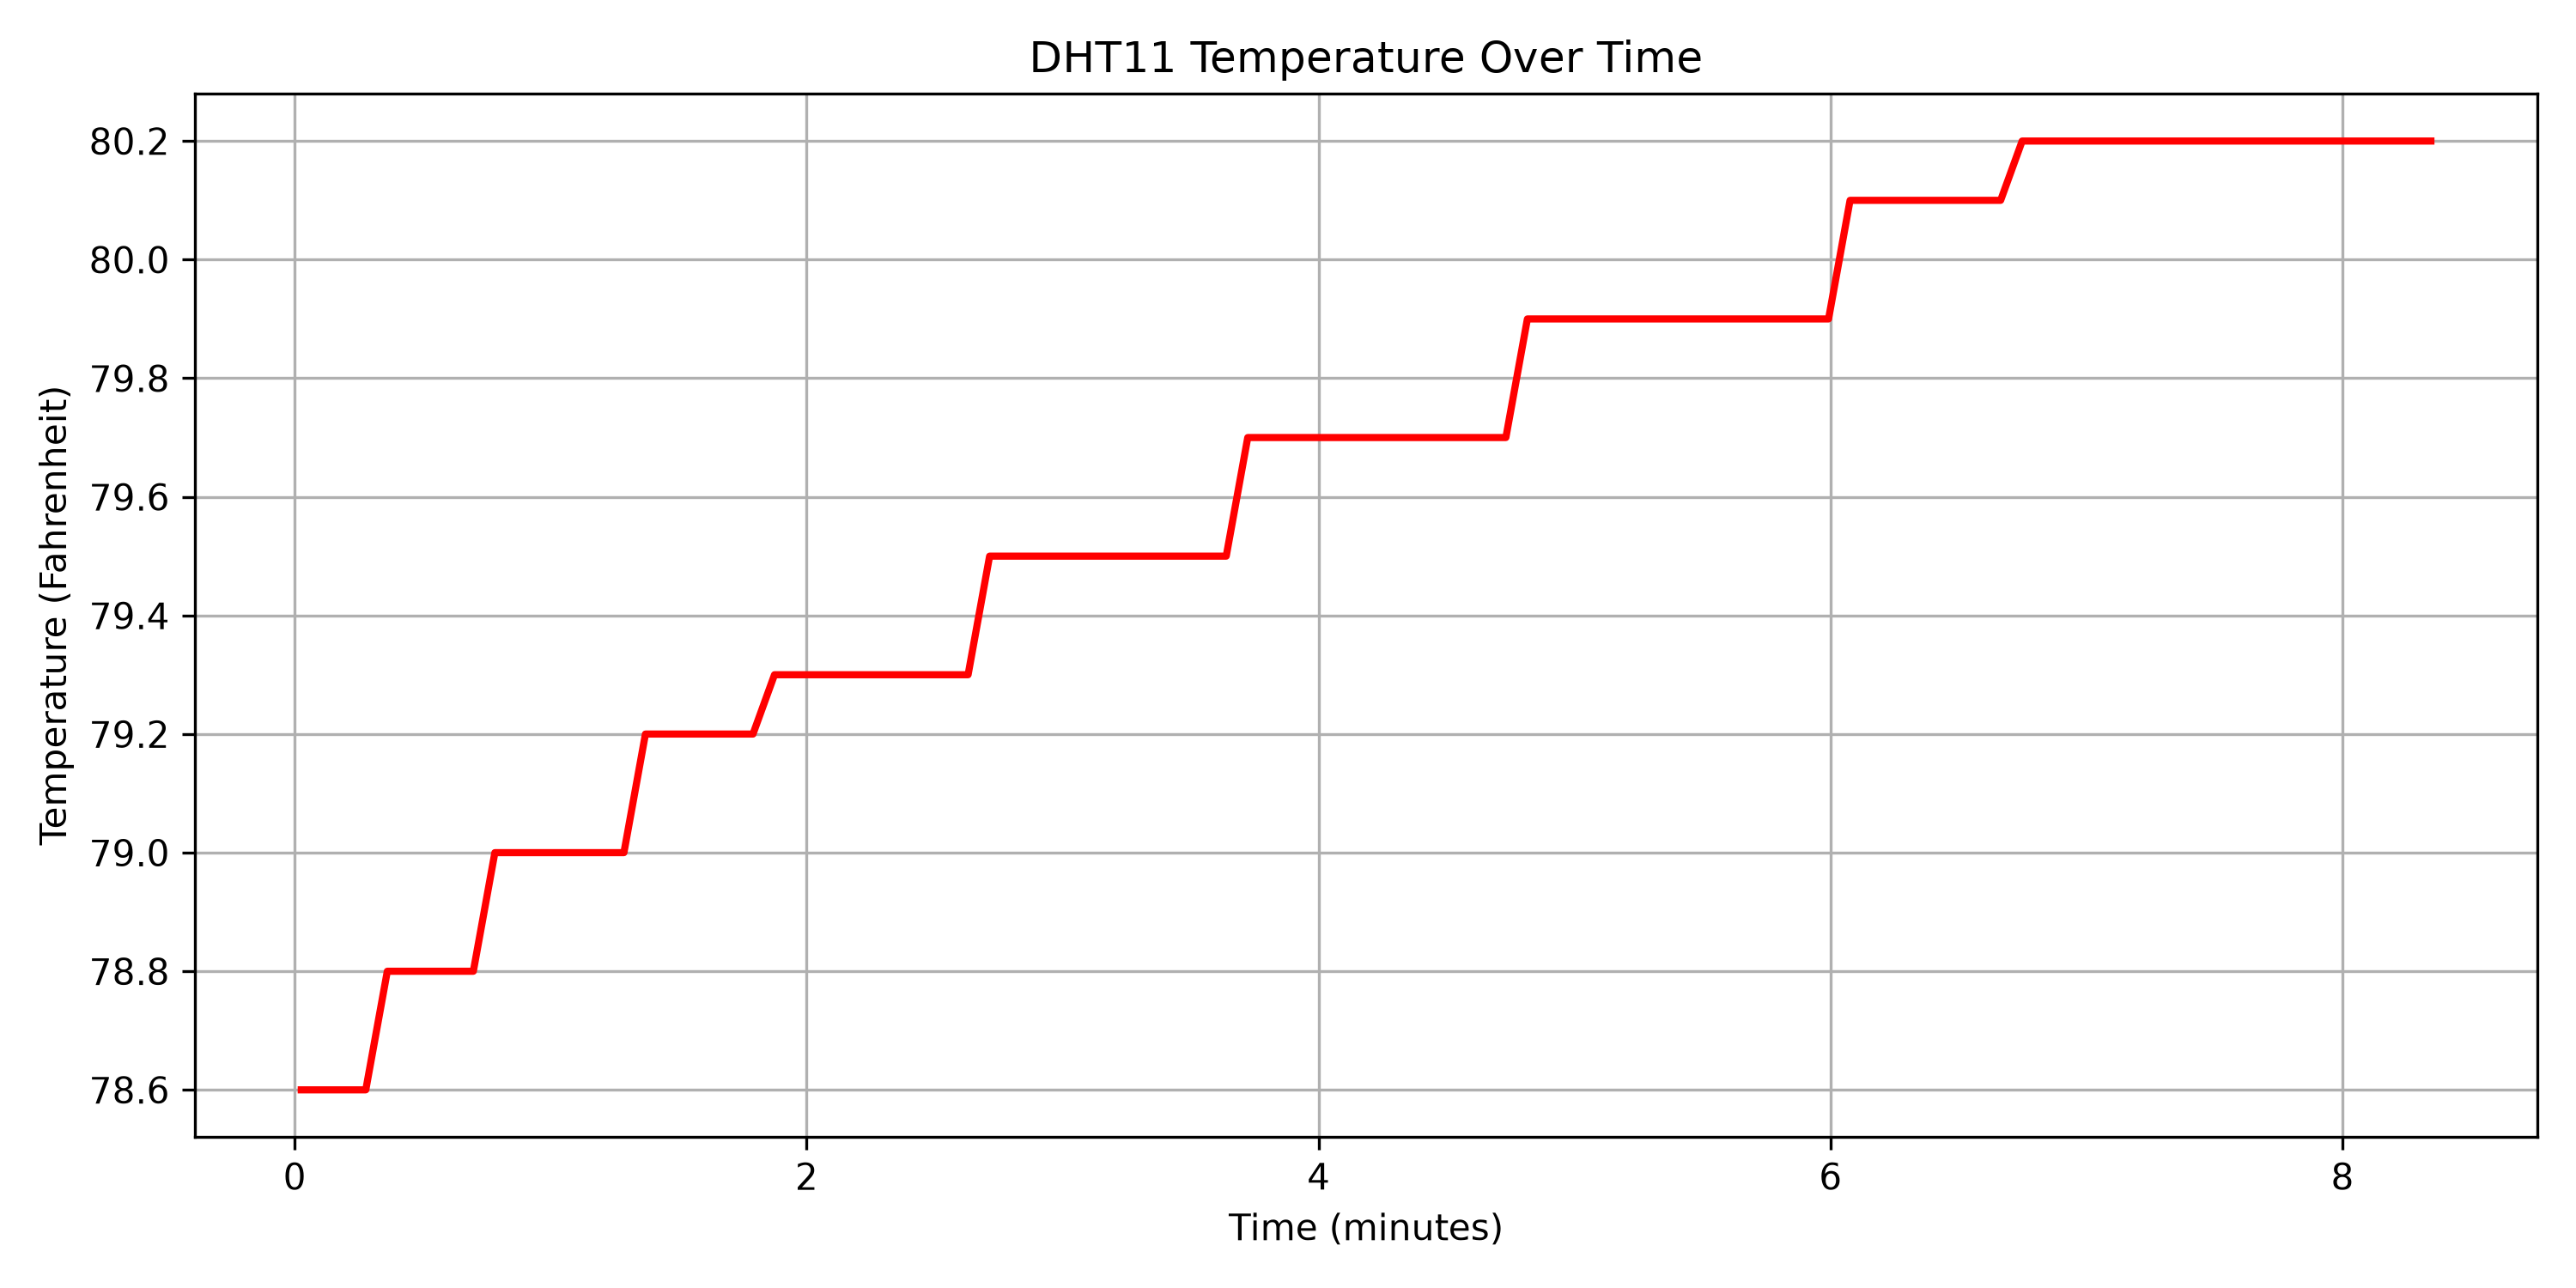 DHT11 Temperature Over Time
Temperature (Fahrenheit)
80.2
80.0
79.8
79.6
79.4
79.2
79.0
78.8
78.6
0 2 4 6 8
Time (minutes)